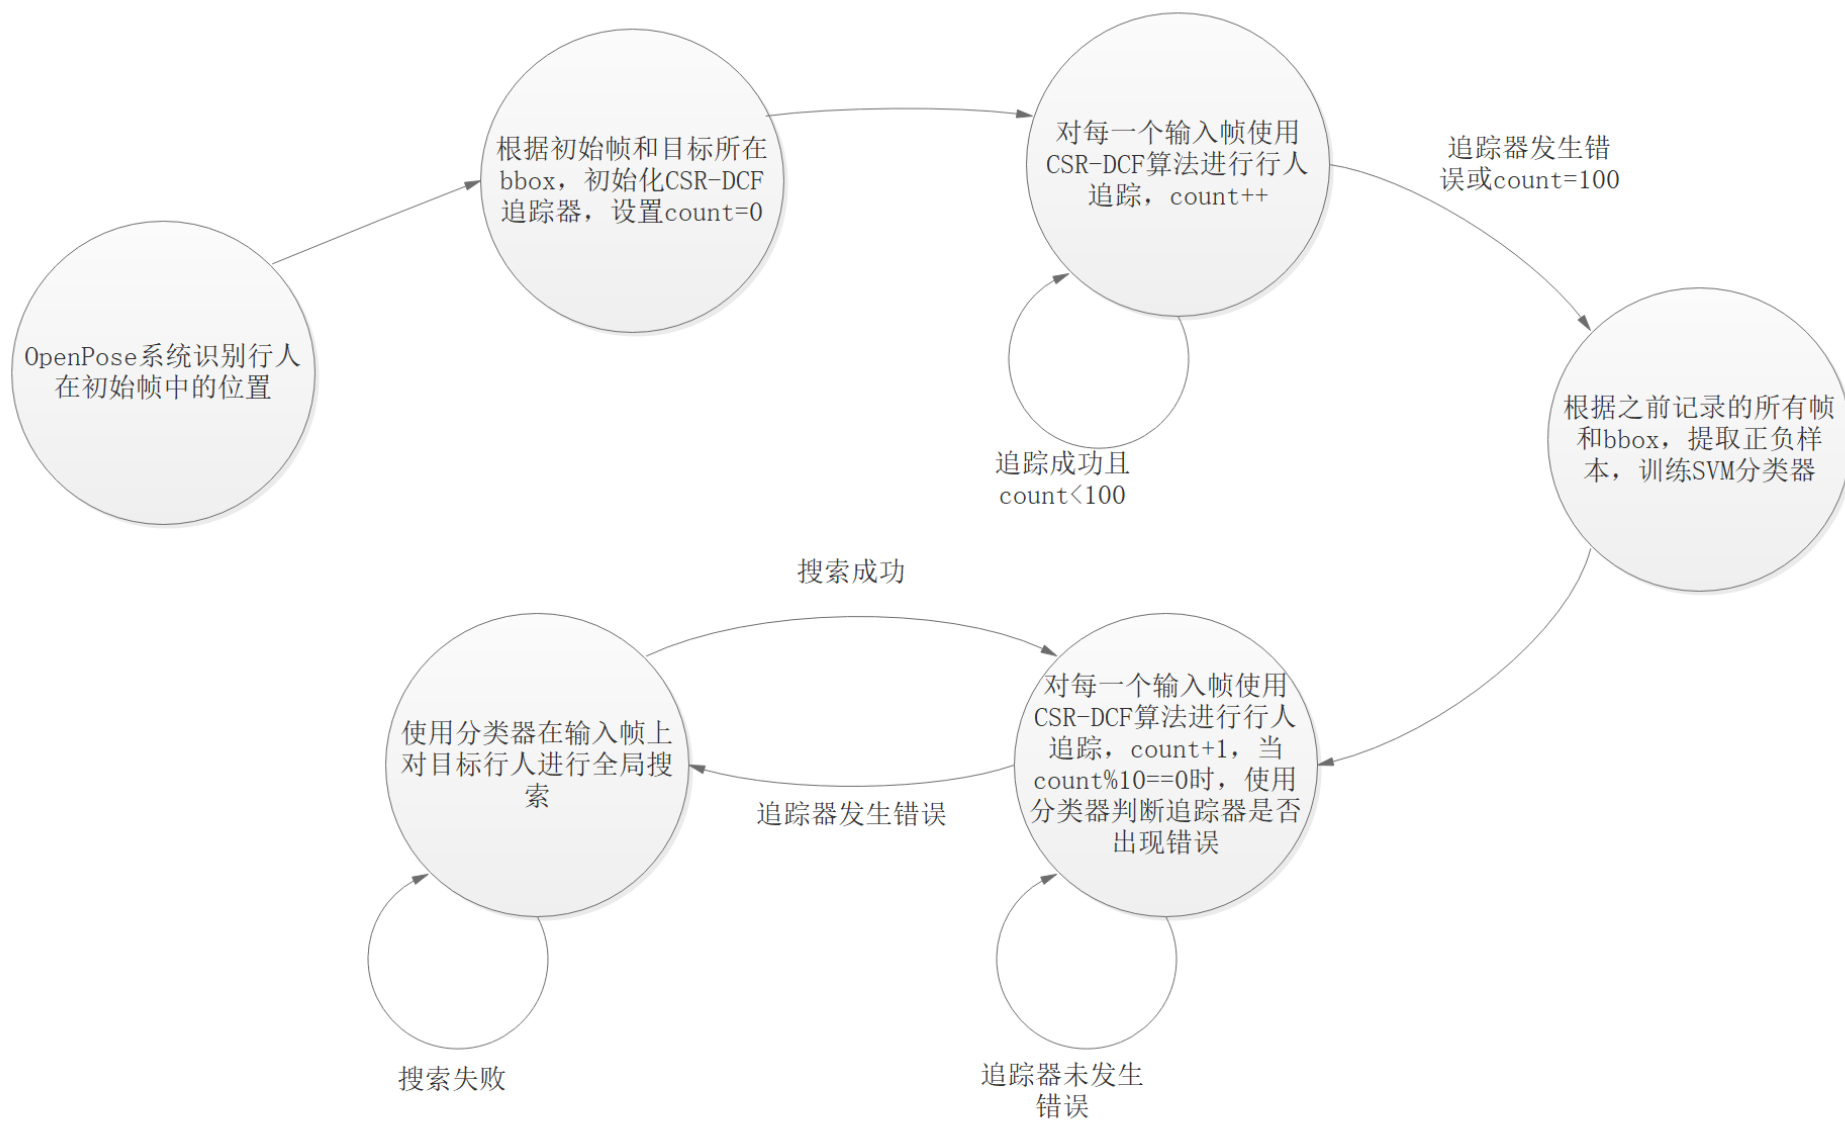 OpenPose系统识别行人
在初始帧中的位置
根据初始帧和目标所在
bbox，初始化CSR-DCF
追踪器，设置count=0
对每一个输入帧使用
CSR-DCF算法进行行人
追踪，count++
追踪成功且
count<100
追踪器发生错
误或count=100
根据之前记录的所有帧
和bbox，提取正负样
本，训练SVM分类器
对每一个输入帧使用
CSR-DCF算法进行行人
追踪，count+1，当
count%10==0时，使用
分类器判断追踪器是否
出现错误
追踪器未发生
错误
追踪器发生错误
搜索成功
使用分类器在输入帧上
对目标行人进行全局搜
索
搜索失败